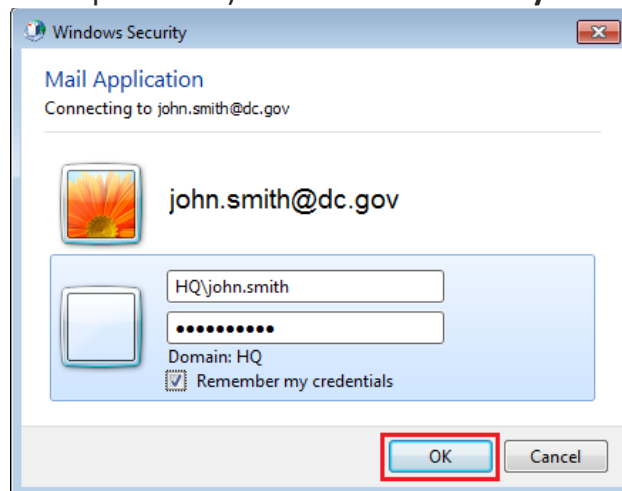 Windows Security
Mail Application
Connecting to john.smith@dc.gov
john.smith@dc.gov
HQ\john.smith
●●●●●●●●●●
Domain: HQ
Remember my credentials
OK Cancel